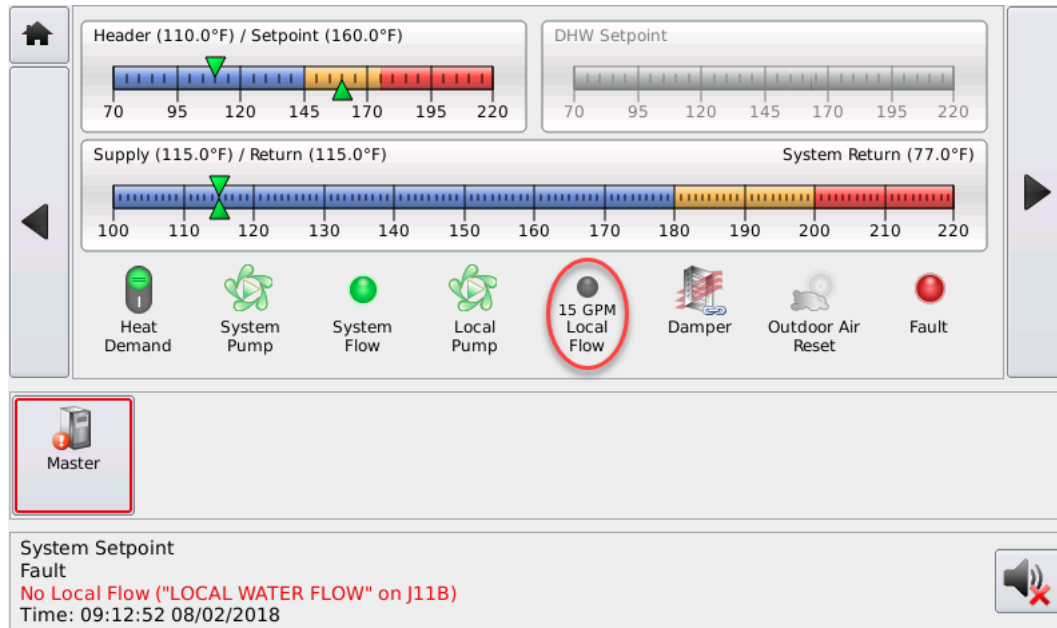 Header (110.0°F) / Setpoint (160.0°F)
70 95 120 145 170 195 220
DHW Setpoint
70 95 120 145 170 195 220
Supply (115.0°F) / Return (115.0°F) System Return (77.0°F)
100 110 120 130 140 150 160 170 180 190 200 210 220
Heat
Demand
System
Pump
System
Flow
Local
Pump
15 GPM
Local
Flow
Damper
Outdoor Air
Reset
Fault
Master
System Setpoint
Fault
No Local Flow ("LOCAL WATER FLOW" on J11B)
Time: 09:12:52 08/02/2018